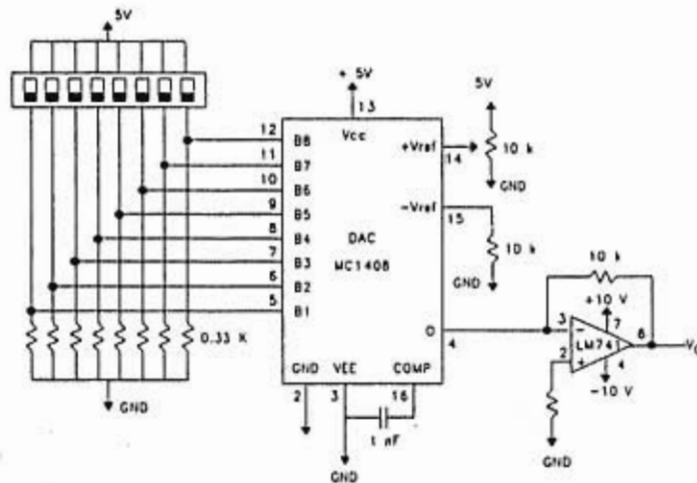 5V
+ 5V
13
5V
12 B8 Vcc +Vref
14
10 k
11 B7
GND
10 B6
-Vref
15
9 B5
8 B4 DAC
10 k
7 B3 MC1408
GND
10 k
6 B2
+10 V
5 B1
7
0.33 K
O
4
3 -
LM741
6
Vo
2 +
4
-10 V
GND VEE COMP
2 3 16
GND
1 nF
GND
GND